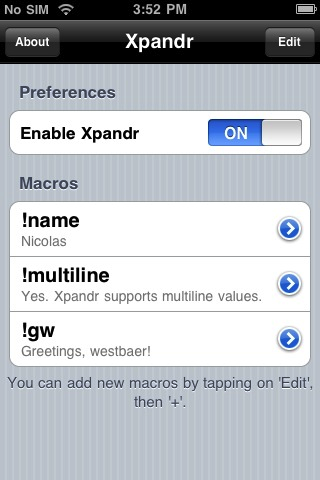 No SIM 3:52 PM
About Xpandr Edit
Preferences
Enable Xpandr ON
Macros
!name
Nicolas
!multiline
Yes. Xpandr supports multiline values.
!gw
Greetings, westbaer!
You can add new macros by tapping on 'Edit',
then '+'.